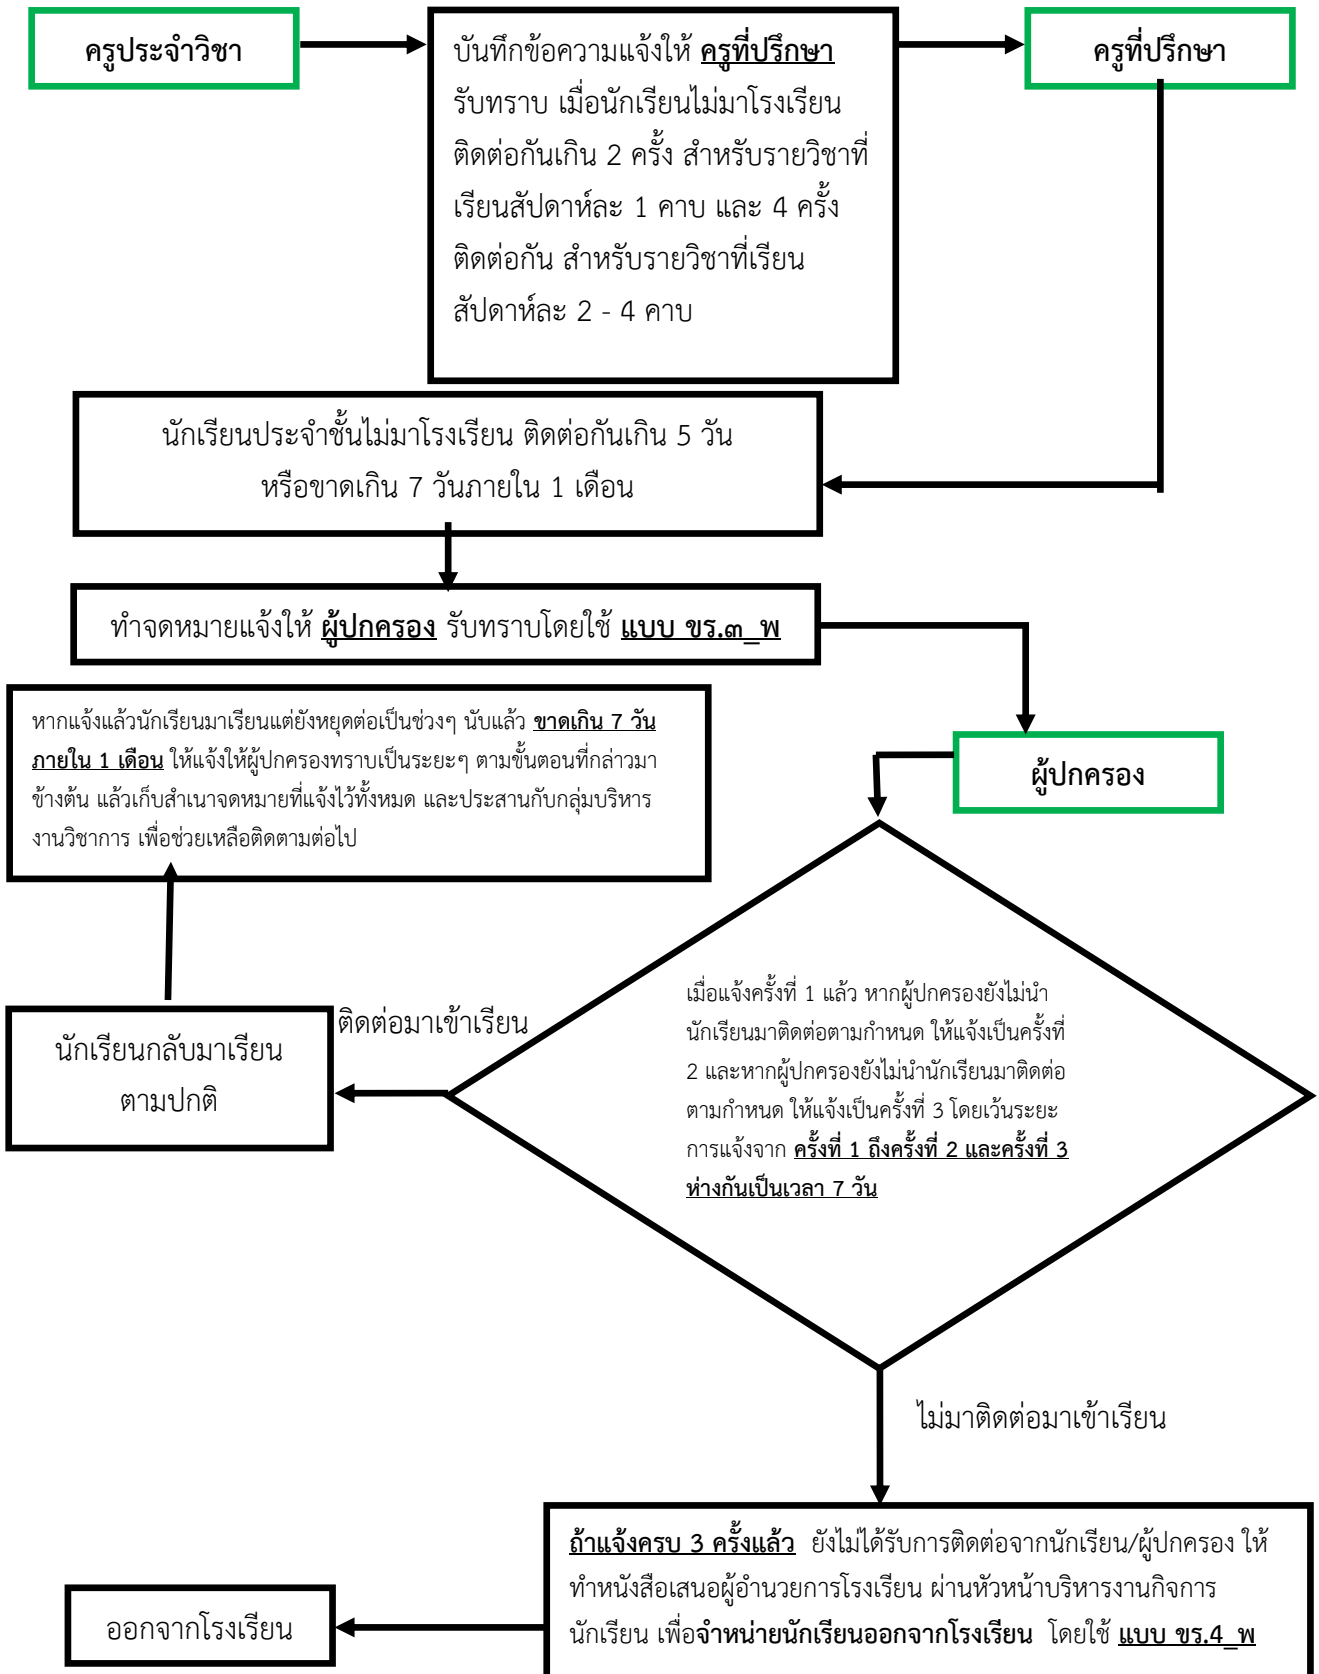 ครูประจำวิชา
บันทึกข้อความแจ้งให้ ครูที่ปรึกษา
รับทราบ เมื่อนักเรียนไม่มาโรงเรียน
ติดต่อกันเกิน 2 ครั้ง สำหรับรายวิชาที่
เรียนสัปดาห์ละ 1 คาบ และ 4 ครั้ง
ติดต่อกัน สำหรับรายวิชาที่เรียน
สัปดาห์ละ 2 - 4 คาบ
ครูที่ปรึกษา
นักเรียนประจำชั้นไม่มาโรงเรียน ติดต่อกันเกิน 5 วัน
หรือขาดเกิน 7 วันภายใน 1 เดือน
ทำจดหมายแจ้งให้ ผู้ปกครอง รับทราบโดยใช้ แบบ ขร.๓_พ
หากแจ้งแล้วนักเรียนมาเรียนแต่ยังหยุดต่อเป็นช่วงๆ นับแล้ว ขาดเกิน 7 วัน
ภายใน 1 เดือน ให้แจ้งให้ผู้ปกครองทราบเป็นระยะๆ ตามขั้นตอนที่กล่าวมา
ข้างต้น แล้วเก็บสำเนาจดหมายที่แจ้งไว้ทั้งหมด และประสานกับกลุ่มบริหาร
งานวิชาการ เพื่อช่วยเหลือติดตามต่อไป
ผู้ปกครอง
เมื่อแจ้งครั้งที่ 1 แล้ว หากผู้ปกครองยังไม่นำ
นักเรียนมาติดต่อตามกำหนด ให้แจ้งเป็นครั้งที่
2 และหากผู้ปกครองยังไม่นำนักเรียนมาติดต่อ
ตามกำหนด ให้แจ้งเป็นครั้งที่ 3 โดยเว้นระยะ
การแจ้งจาก ครั้งที่ 1 ถึงครั้งที่ 2 และครั้งที่ 3
ห่างกันเป็นเวลา 7 วัน
ติดต่อมาเข้าเรียน
นักเรียนกลับมาเรียน
ตามปกติ
ไม่มาติดต่อมาเข้าเรียน
ถ้าแจ้งครบ 3 ครั้งแล้ว ยังไม่ได้รับการติดต่อจากนักเรียน/ผู้ปกครอง ให้
ทำหนังสือเสนอผู้อำนวยการโรงเรียน ผ่านหัวหน้าบริหารงานกิจการ
นักเรียน เพื่อจำหน่ายนักเรียนออกจากโรงเรียน โดยใช้ แบบ ขร.4_พ
ออกจากโรงเรียน